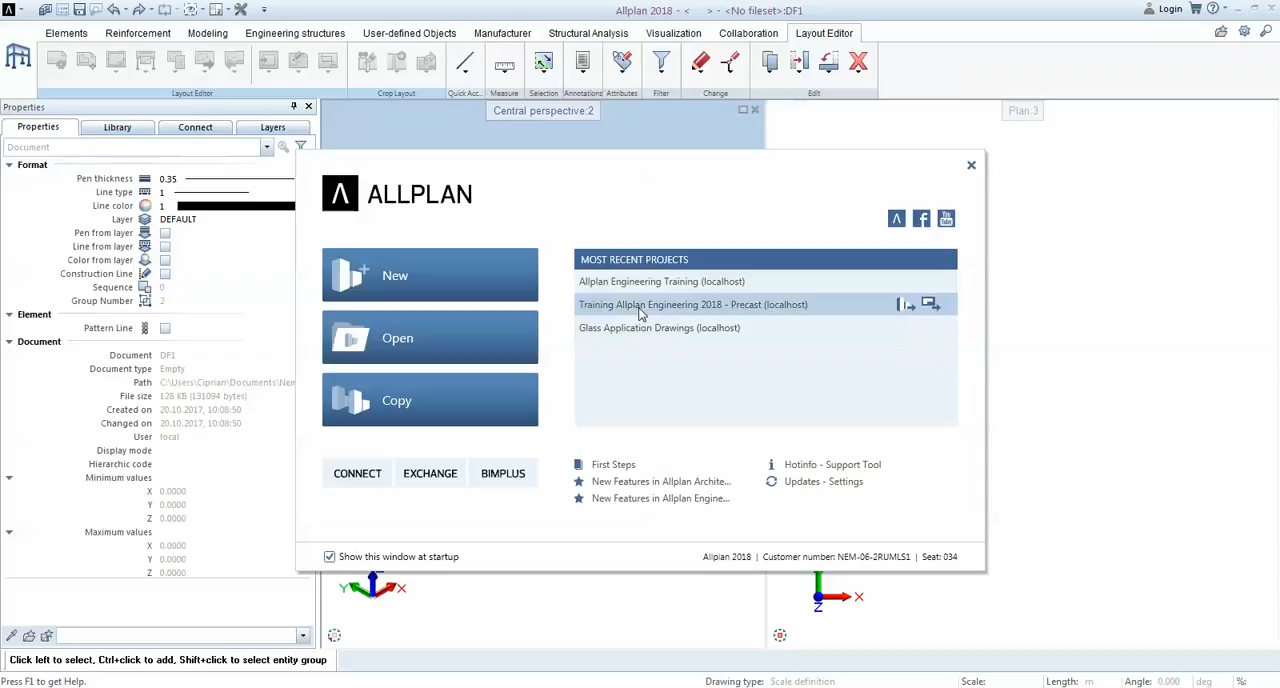 Allplan 2018 - < > - <No fileset>:DF1
Login
Elements Reinforcement Modeling Engineering structures User-defined Objects Manufacturer Structural Analysis Visualization Collaboration Layout Editor
Layout Editor Crop Layout Quick Acc... Measure Selection Annotations Attributes Filter Change Edit
Properties
Properties Library Connect Layers
Document
Format
Pen thickness 0.35
Line type 1
Line color 1
Layer DEFAULT
Pen from layer
Line from layer
Color from layer
Construction Line
Sequence 0
Group Number 2
Element
Pattern Line
Document
Document DF1
Document type Empty
Path C:\Users\Ciprian\Documents\Nem
File size 128 KB (131094 bytes)
Created on 20.10.2017, 10:08:50
Changed on 20.10.2017, 10:08:50
User local
Display mode
Hierarchic code
Minimum values
X 0.0000
Y 0.0000
Z 0.0000
Maximum values
X 0.0000
Y 0.0000
Z 0.0000
Central perspective:2
Plan:3
ALLPLAN
New
Open
Copy
CONNECT EXCHANGE BIMPLUS
MOST RECENT PROJECTS
Allplan Engineering Training (localhost)
Training Allplan Engineering 2018 - Precast (localhost)
Glass Application Drawings (localhost)
First Steps
New Features in Allplan Archite...
New Features in Allplan Engine...
Hotinfo - Support Tool
Updates - Settings
Show this window at startup
Allplan 2018 | Customer number: NEM-06-2RUMLS1 | Seat: 034
Y X
X
Z
Click left to select, Ctrl+click to add, Shift+click to select entity group
Press F1 to get Help.
Drawing type: Scale definition Scale: Length: m Angle: 0.000 deg %: